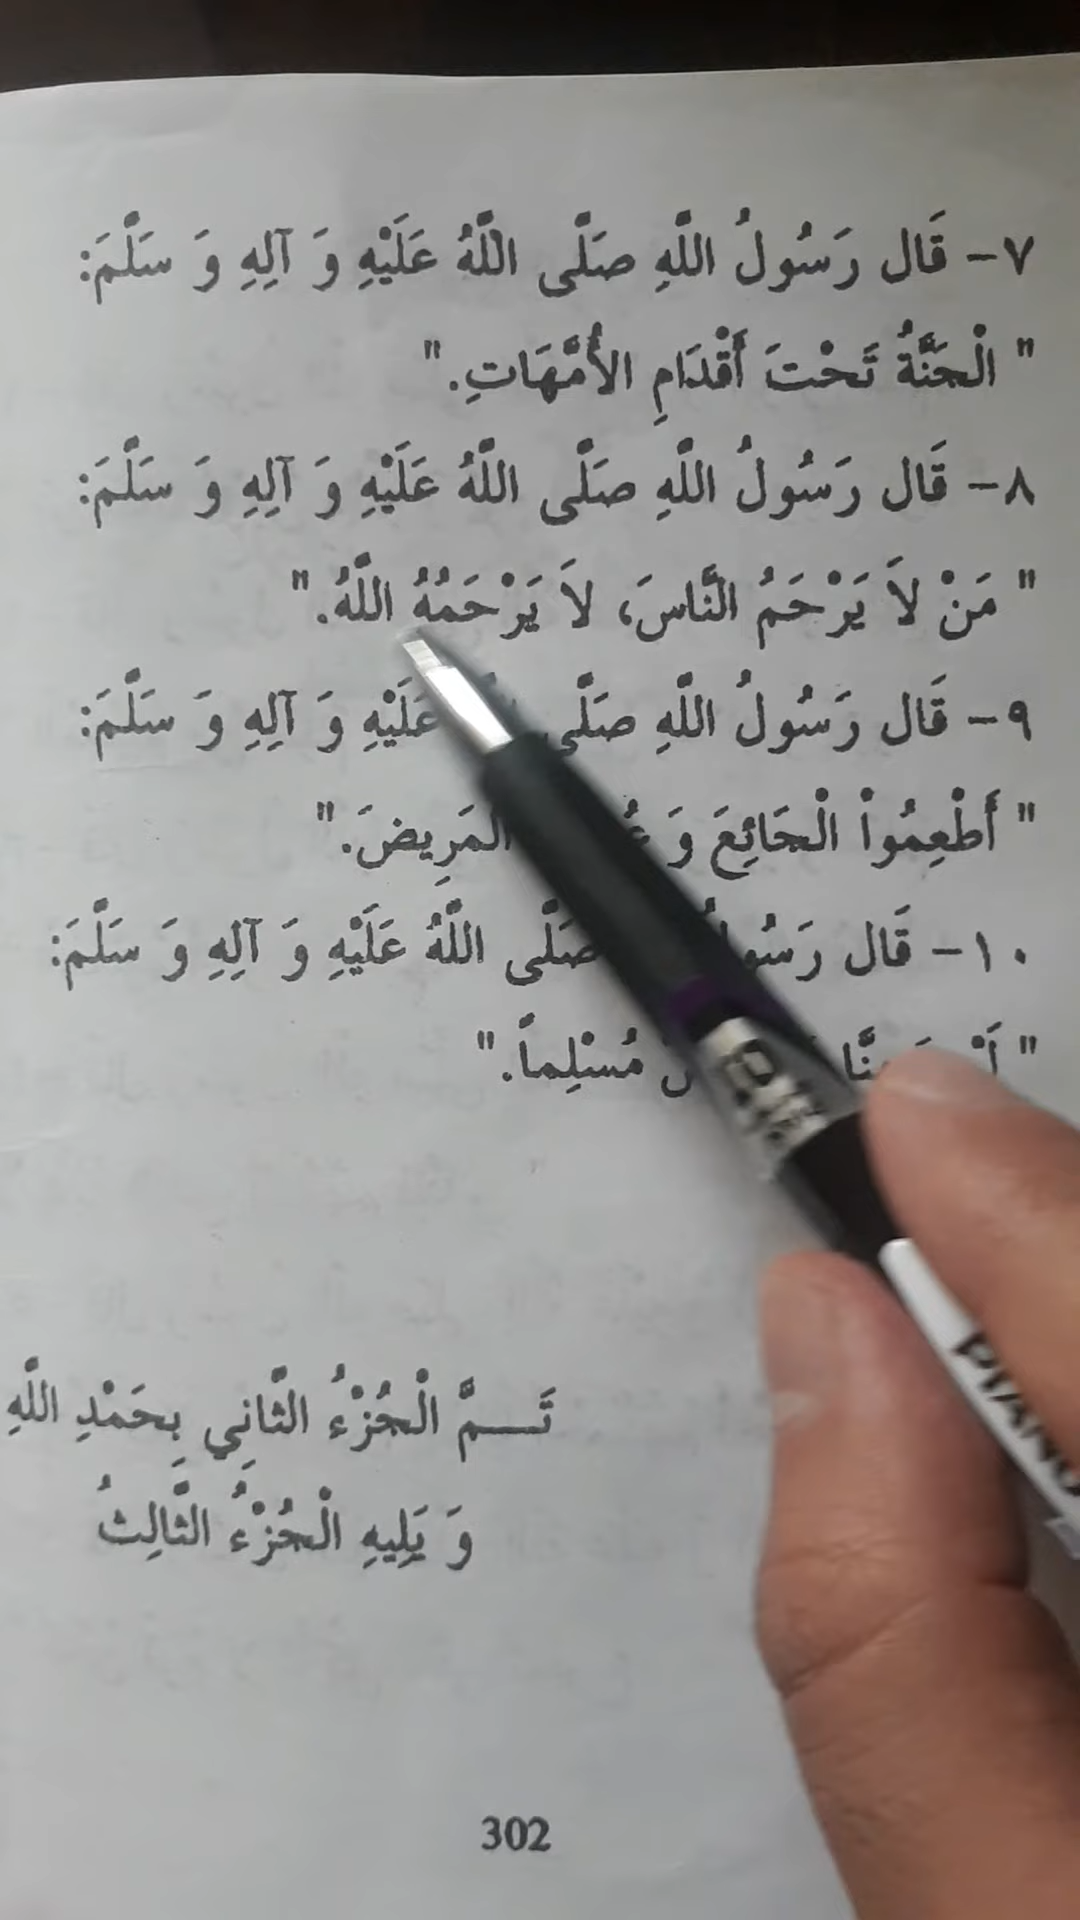 ٧- قَال رَسُولُ اللَّهِ صَلَّى اللَّهُ عَلَيْهِ وَ آلِهِ وَ سَلَّمَ:
" الْجَنَّةُ تَحْتَ أَقْدَامِ الأُمَّهَاتِ. "
٨- قَال رَسُولُ اللَّهِ صَلَّى اللَّهُ عَلَيْهِ وَ آلِهِ وَ سَلَّمَ:
" مَنْ لاَ يَرْحَمُ النَّاسَ، لاَ يَرْحَمُهُ اللَّهُ. "
٩- قَال رَسُولُ اللَّهِ صَلَّى عَلَيْهِ وَ آلِهِ وَ سَلَّمَ:
" أَطْعِمُواْ الْجَائِعَ وَ الْمَرِيضَ. "
١٠- قَال صَلَّى اللَّهُ عَلَيْهِ وَ آلِهِ وَ سَلَّمَ:
" مُسْلِماً. "
تَــمَّ الْجُزْءُ الثَّانِي بِحَمْدِ اللَّهِ
وَ يَلِيهِ الْجُزْءُ الثَّالِثُ
302
PIANO